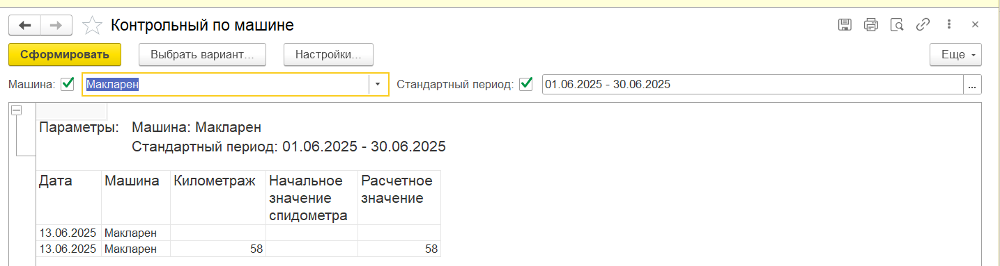 Контрольный по машине
Сформировать Выбрать вариант... Настройки... Еще
Машина: Макларен Стандартный период: 01.06.2025 - 30.06.2025 ...
Параметры: Машина: Макларен
Стандартный период: 01.06.2025 - 30.06.2025
Дата Машина Километраж Начальное значение спидометра Расчетное значение
13.06.2025 Макларен
13.06.2025 Макларен 58 58